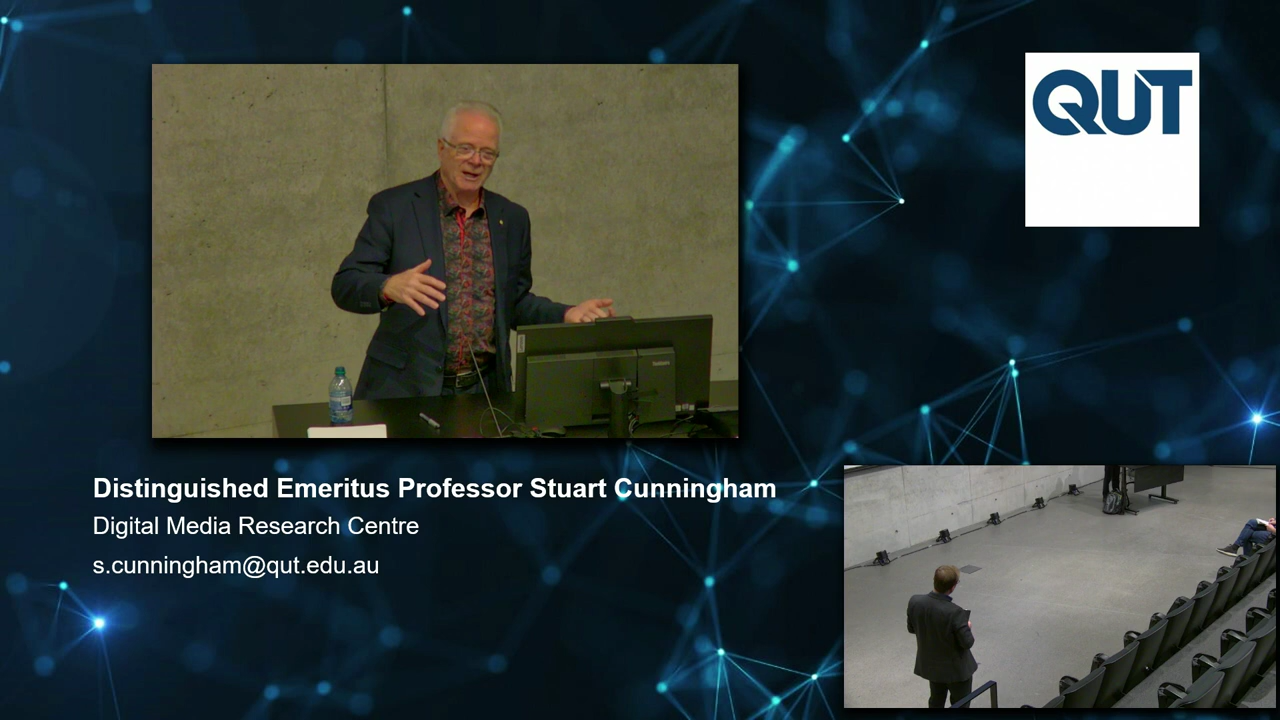 QUT
Distinguished Emeritus Professor Stuart Cunningham
Digital Media Research Centre
s.cunningham@qut.edu.au